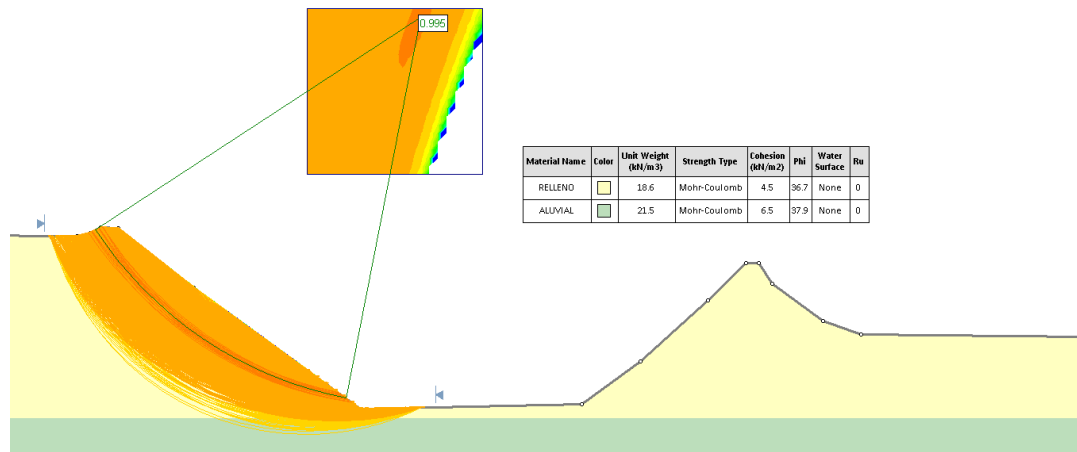 0.995
Material Name Color Unit Weight (kN/m3) Strength Type Cohesion (kN/m2) Phi Water Surface Ru
RELLENO 18.6 Mohr-Coulomb 4.5 36.7 None 0
ALUVIAL 21.5 Mohr-Coulomb 6.5 37.9 None 0